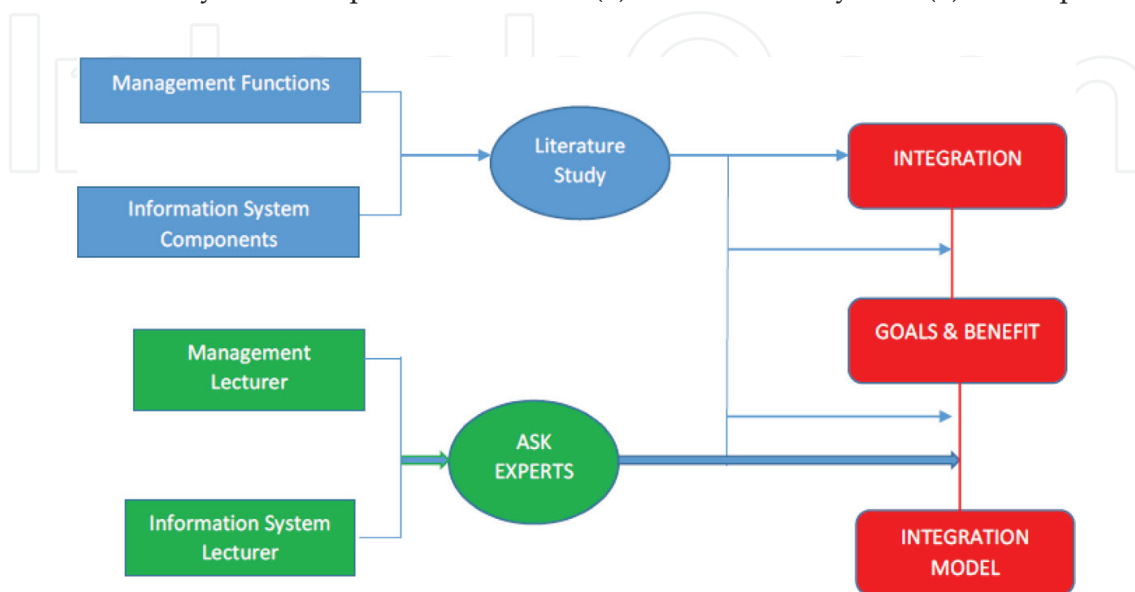 Management Functions
Information System
Components
Literature
Study
INTEGRATION
GOALS & BENEFIT
Management
Lecturer
Information System
Lecturer
ASK
EXPERTS
INTEGRATION
MODEL